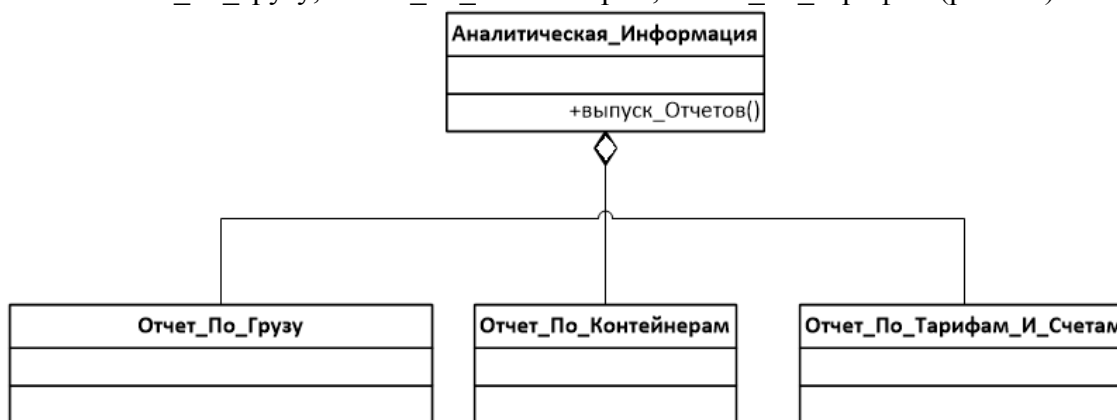 Аналитическая_Информация
+выпуск_Отчетов()
Отчет_По_Грузу
Отчет_По_Контейнерам
Отчет_По_Тарифам_И_Счетам